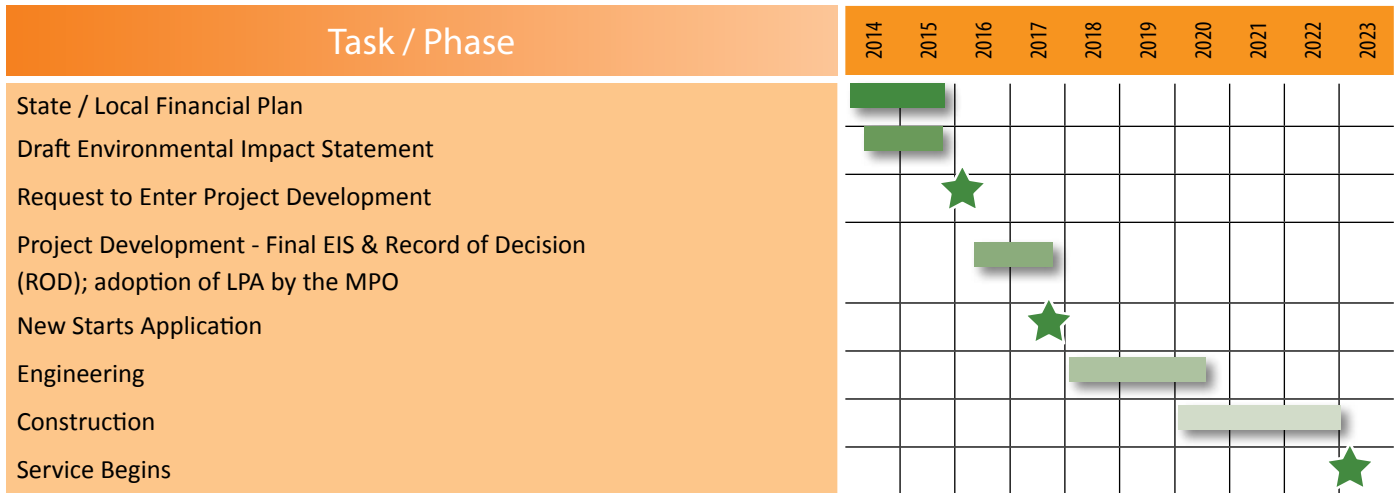 Task / Phase
2014 2015 2016 2017 2018 2019 2020 2021 2022 2023
State / Local Financial Plan
Draft Environmental Impact Statement
Request to Enter Project Development
Project Development - Final EIS & Record of Decision
(ROD); adoption of LPA by the MPO
New Starts Application
Engineering
Construction
Service Begins